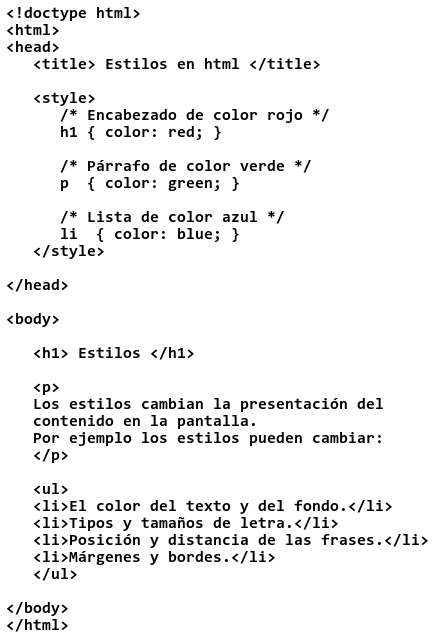 <!doctype html>
<html>
<head>
   <title> Estilos en html </title>

   <style>
      /* Encabezado de color rojo */
      h1 { color: red; }

      /* Párrafo de color verde */
      p  { color: green; }

      /* Lista de color azul */
      li  { color: blue; }
   </style>

</head>

<body>

   <h1> Estilos </h1>

   <p>
   Los estilos cambian la presentación del
   contenido en la pantalla.
   Por ejemplo los estilos pueden cambiar:
   </p>

   <ul>
   <li>El color del texto y del fondo.</li>
   <li>Tipos y tamaños de letra.</li>
   <li>Posición y distancia de las frases.</li>
   <li>Márgenes y bordes.</li>
   </ul>

</body>
</html>